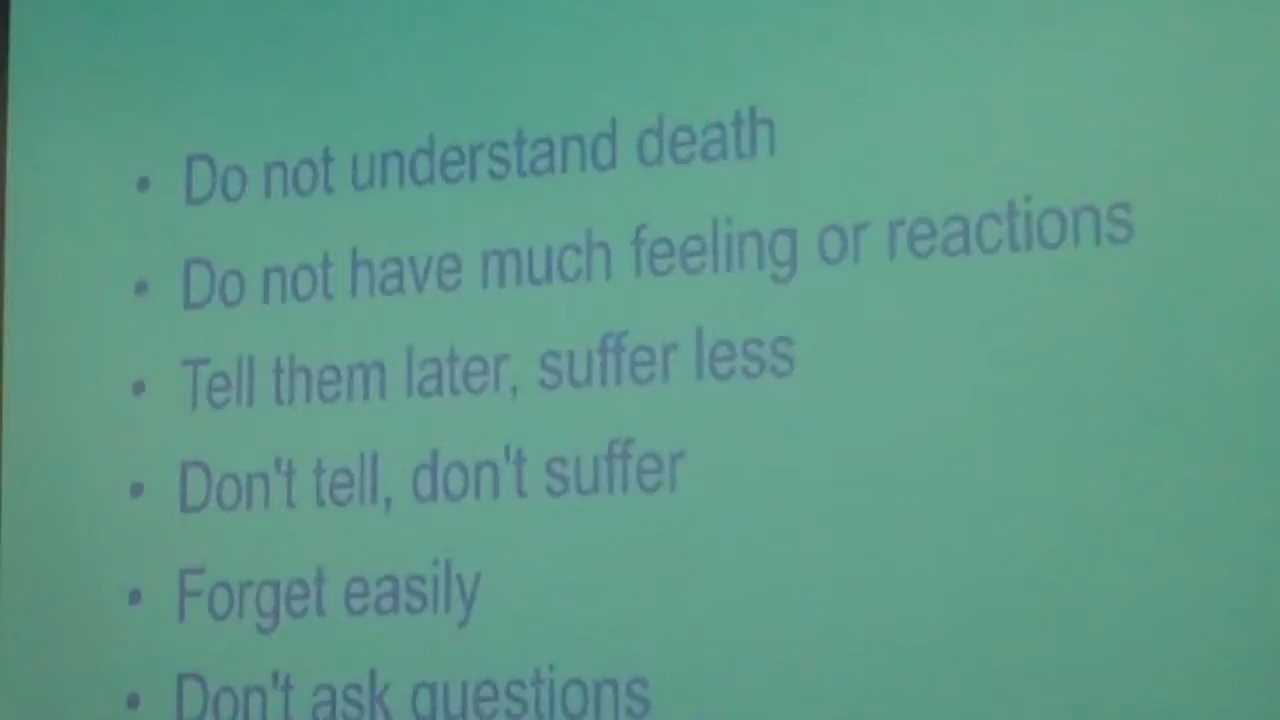 • Do not understand death
• Do not have much feeling or reactions
• Tell them later, suffer less
• Don't tell, don't suffer
• Forget easily
• Don't ask questions